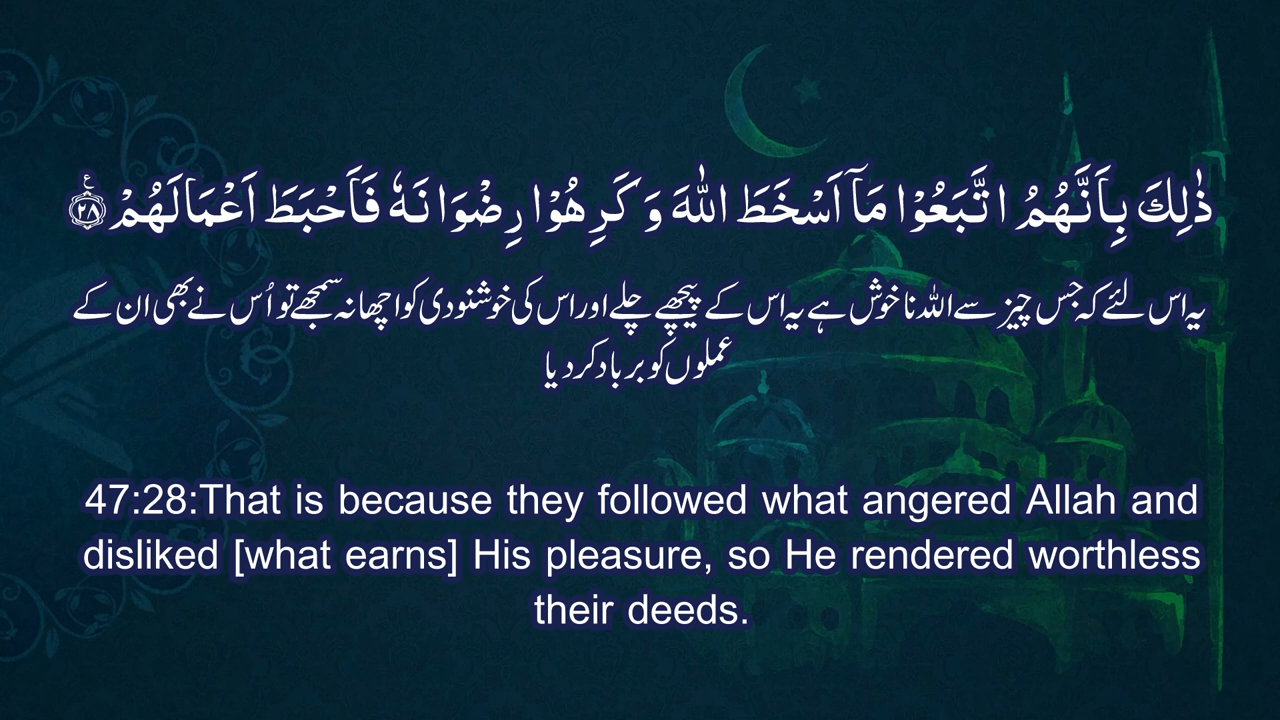 ذٰلِكَ بِاَنَّهُمُ اتَّبَعُوْا مَاۤ اَسْخَطَ اللّٰهَ وَ كَرِهُوْا رِضْوَانَهٗ فَاَحْبَطَ اَعْمَالَهُمْ ۠﴿۲۸﴾
یہ اس لئے کہ جس چیز سے اللہ ناخوش ہے یہ اس کے پیچھے چلے اور اس کی خوشنودی کو اچھا نہ سمجھے تو اُس نے بھی ان کے
عملوں کو برباد کر دیا
47:28:That is because they followed what angered Allah and
disliked [what earns] His pleasure, so He rendered worthless
their deeds.